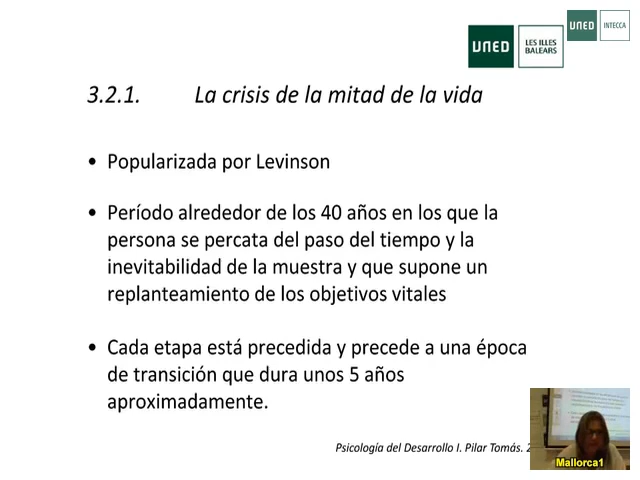 UNED
INTECCA
UNED
LES ILLES
BALEARS
3.2.1. La crisis de la mitad de la vida
• Popularizada por Levinson
• Período alrededor de los 40 años en los que la
persona se percata del paso del tiempo y la
inevitabilidad de la muestra y que supone un
replanteamiento de los objetivos vitales
• Cada etapa está precedida y precede a una época
de transición que dura unos 5 años
aproximadamente.
Psicología del Desarrollo I. Pilar Tomás. 2
Mallorca1